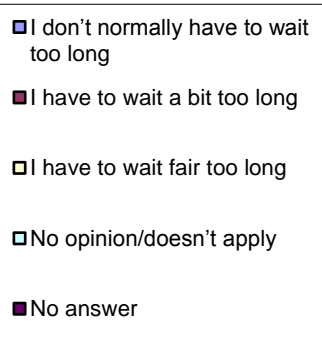 I don't normally have to wait
too long
I have to wait a bit too long
I have to wait fair too long
No opinion/doesn't apply
No answer